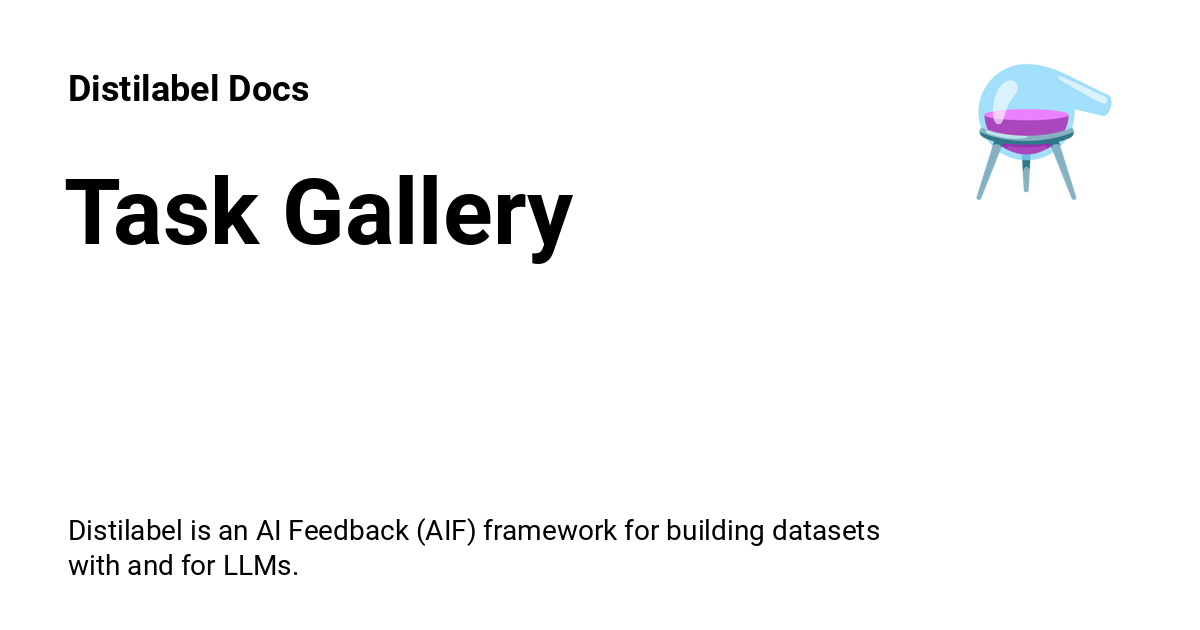 Distilabel Docs
Task Gallery
Distilabel is an AI Feedback (AIF) framework for building datasets
with and for LLMs.